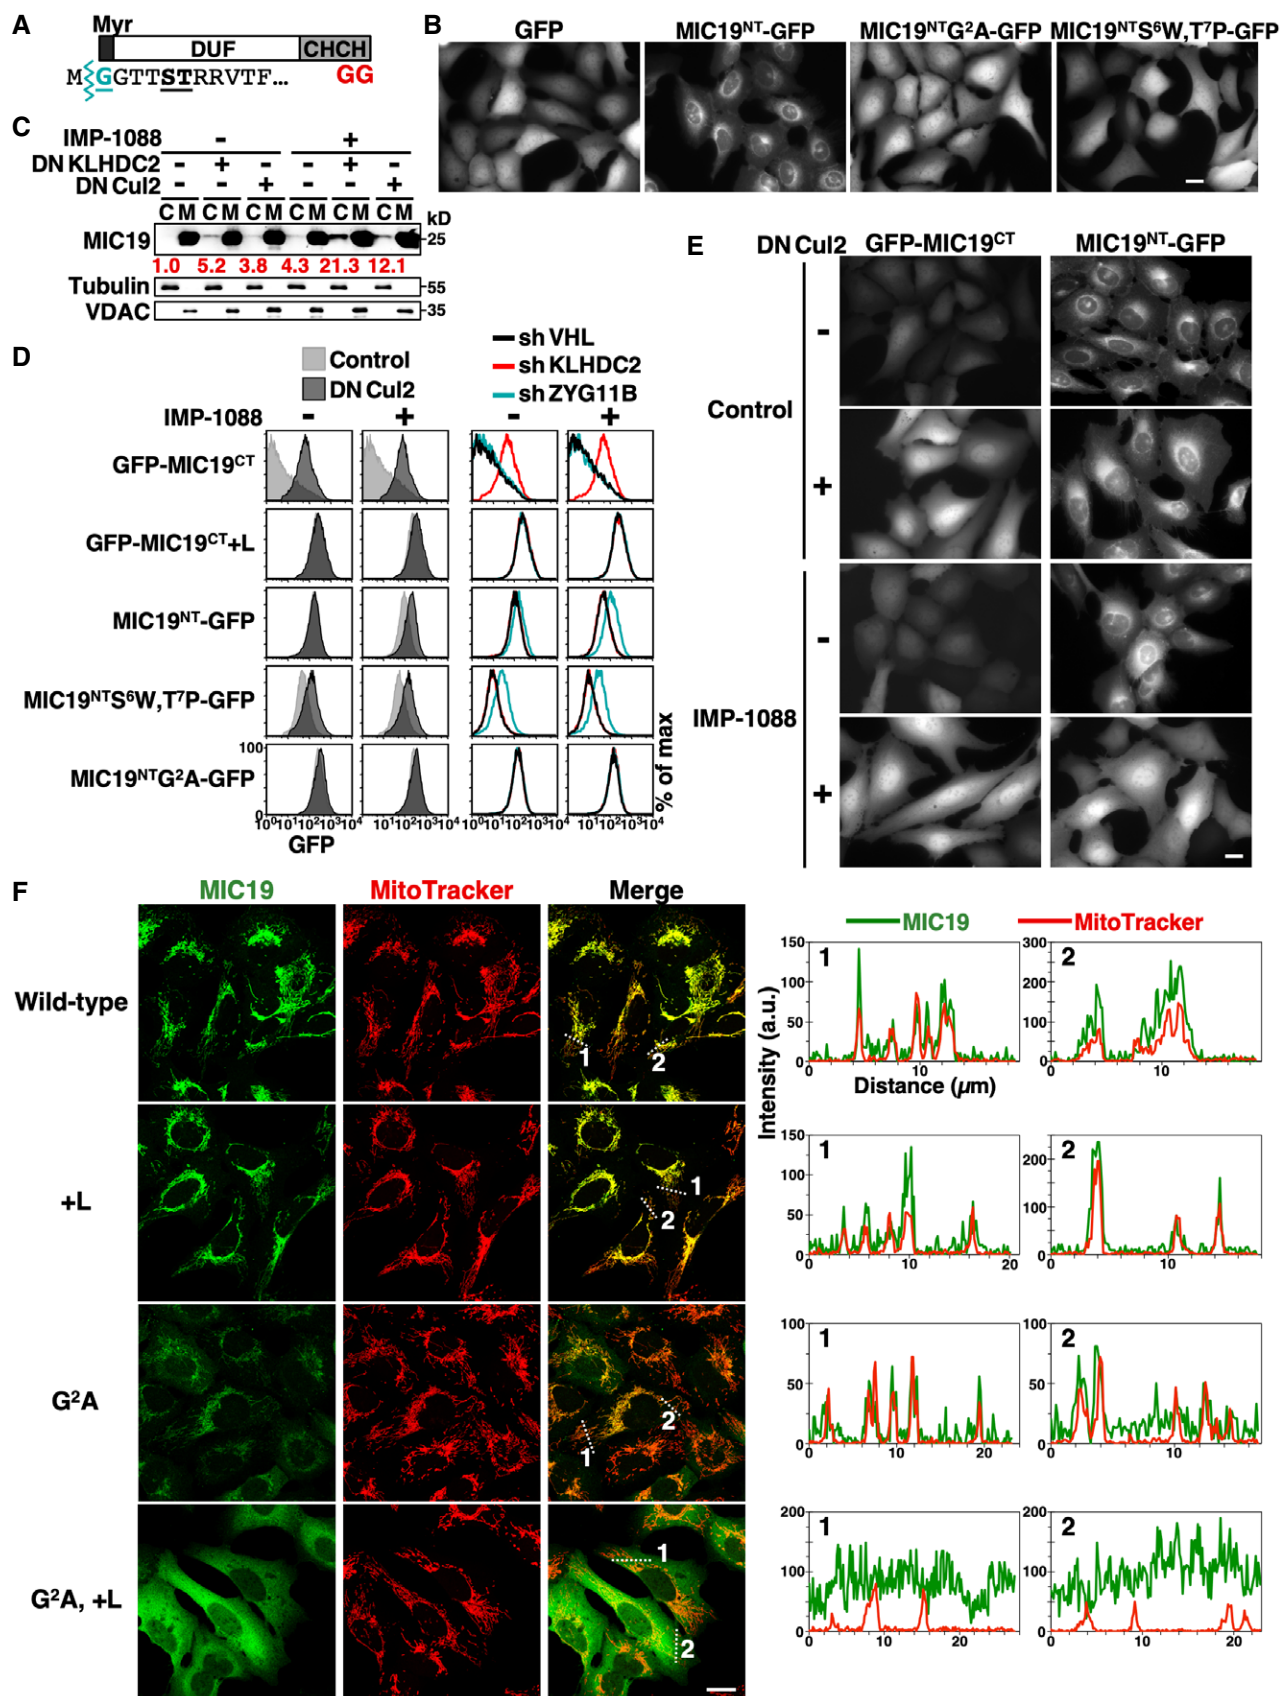 A
Myr
DUF
CHCH
MGGTTSTRRVTF...
GG
B
GFP
MIC19NT-GFP
MIC19NTG2A-GFP
MIC19NTS6W,T7P-GFP
C
IMP-1088 - +
DN KLHDC2 - + - - + -
DN Cul2 - - + - - +
C M C M C M C M C M C M
kD
MIC19
25
1.0 5.2 3.8 4.3 21.3 12.1
Tubulin
55
VDAC
35
D
Control
DN Cul2
sh VHL
sh KLHDC2
sh ZYG11B
IMP-1088 - + - +
GFP-MIC19CT
GFP-MIC19CT+L
MIC19NT-GFP
MIC19NTS6W,T7P-GFP
MIC19NTG2A-GFP
100
0
% of max
100 101 102 103 104
101 102 103 104
100 101 102 103 104
101 102 103 104
GFP
E
DN Cul2
GFP-MIC19CT
MIC19NT-GFP
Control
-
+
IMP-1088
-
+
F
MIC19
MitoTracker
Merge
MIC19
MitoTracker
Wild-type
1
2
+L
1
2
G2A
1
2
G2A, +L
1
2
Intensity (a.u.)
Distance (µm)
1
150
100
50
0
0 10
2
300
200
100
0
0 10
1
150
100
50
0
0 10 20
2
200
100
0
0 10
1
100
50
0
0 10 20
2
100
50
0
0 10
1
200
100
0
0 10 20
2
200
100
0
0 10 20